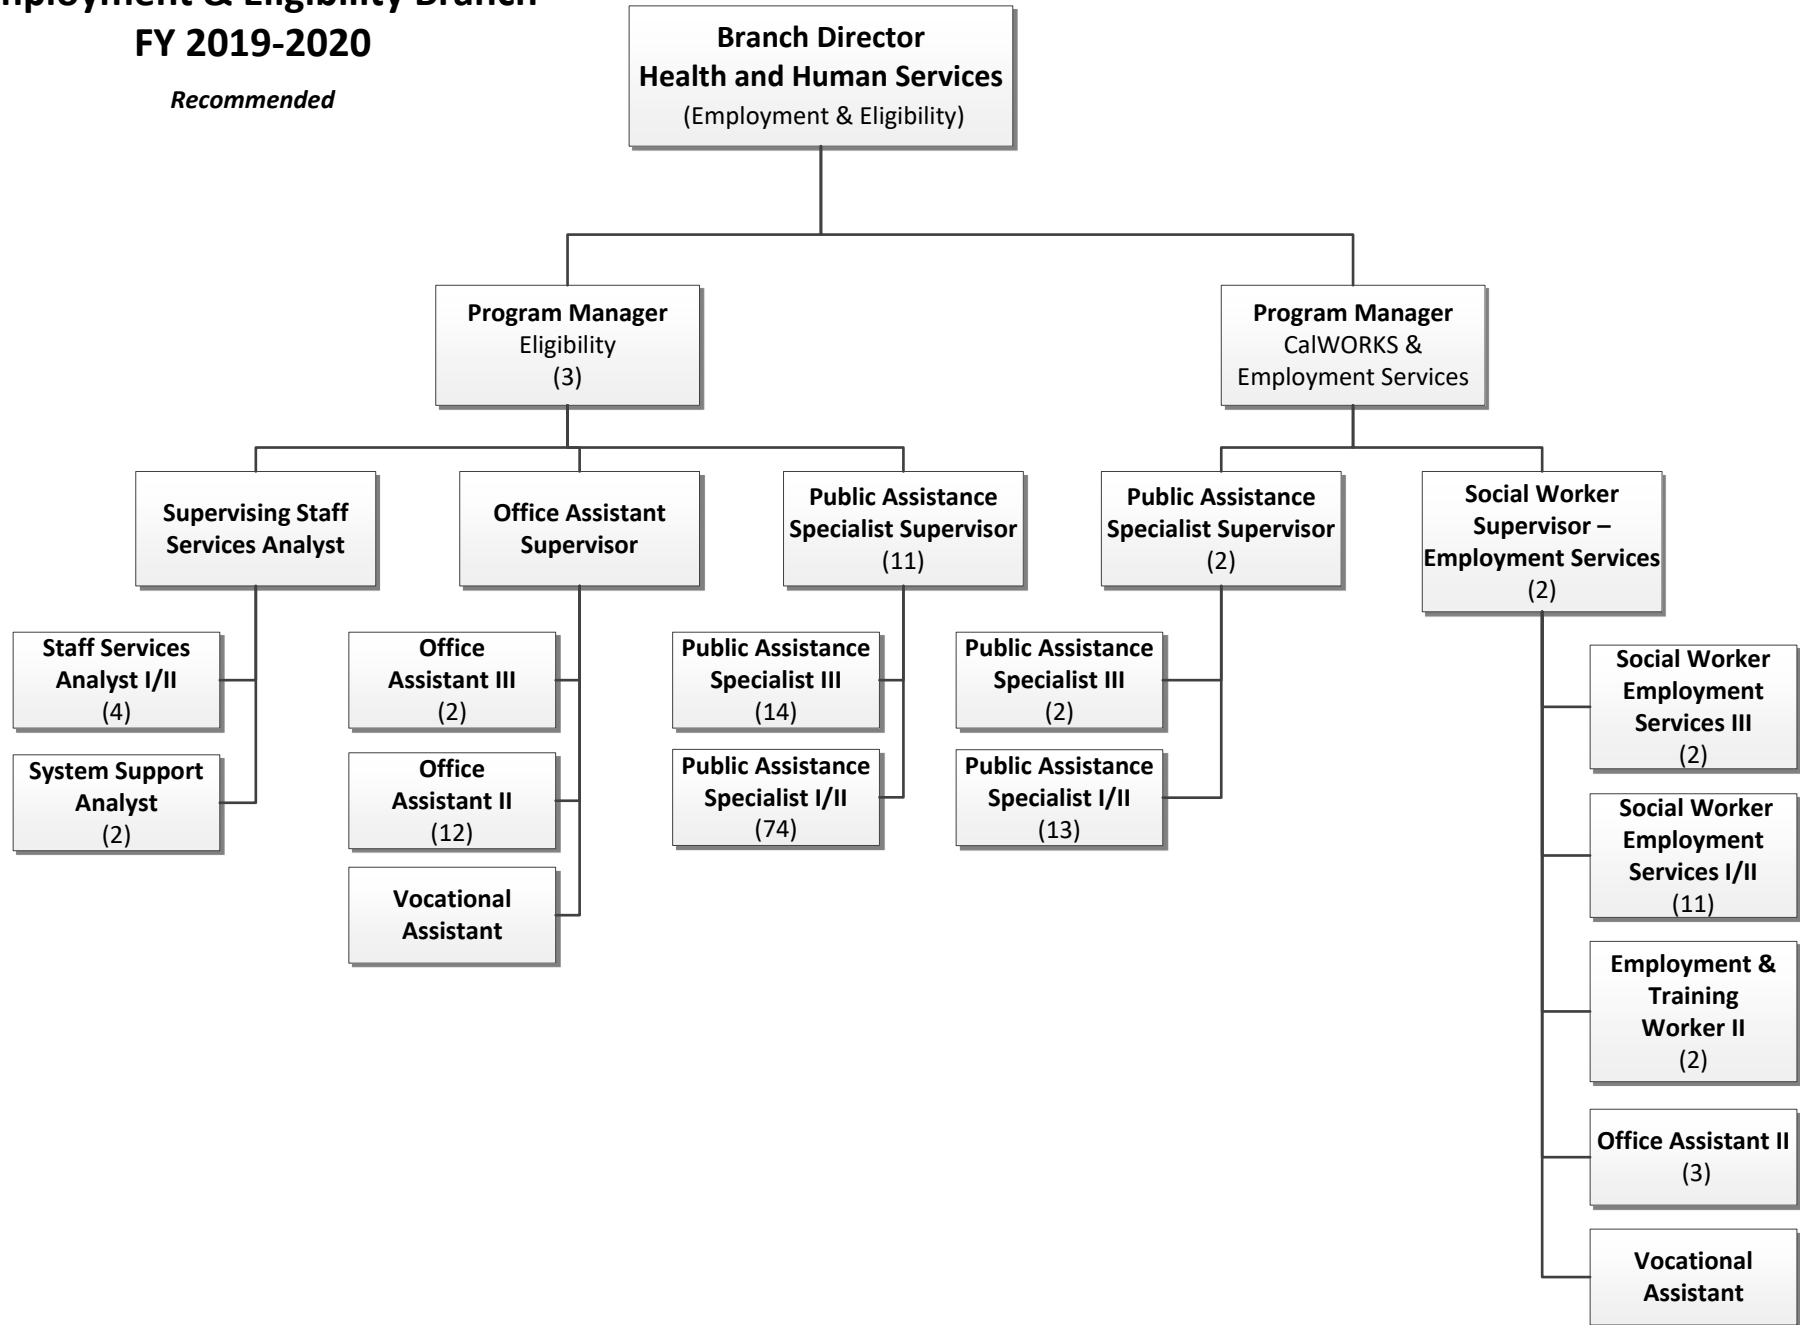 & Eligibility Branch
FY 2019-2020
Recommended
Branch Director
Health and Human Services
(Employment & Eligibility)
Program Manager
Eligibility
(3)
Program Manager
CalWORKS &
Employment Services
Supervising Staff
Services Analyst
Office Assistant
Supervisor
Public Assistance
Specialist Supervisor
(11)
Public Assistance
Specialist Supervisor
(2)
Social Worker
Supervisor –
Employment Services
(2)
Staff Services
Analyst I/II
(4)
System Support
Analyst
(2)
Office
Assistant III
(2)
Office
Assistant II
(12)
Vocational
Assistant
Public Assistance
Specialist III
(14)
Public Assistance
Specialist I/II
(74)
Public Assistance
Specialist III
(2)
Public Assistance
Specialist I/II
(13)
Social Worker
Employment
Services III
(2)
Social Worker
Employment
Services I/II
(11)
Employment &
Training
Worker II
(2)
Office Assistant II
(3)
Vocational
Assistant